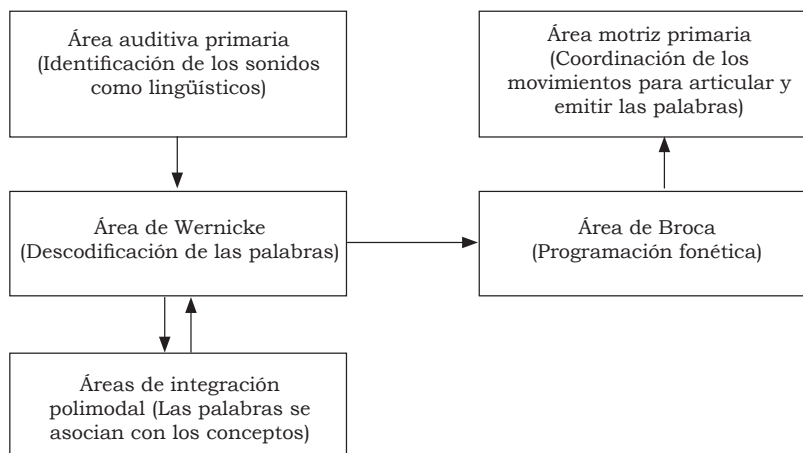 Área auditiva primaria
(Identificación de los sonidos
como lingüísticos)
Área motriz primaria
(Coordinación de los
movimientos para articular y
emitir las palabras)
Área de Wernicke
(Descodificación de las palabras)
Área de Broca
(Programación fonética)
Áreas de integración
polimodal (Las palabras se
asocian con los conceptos)